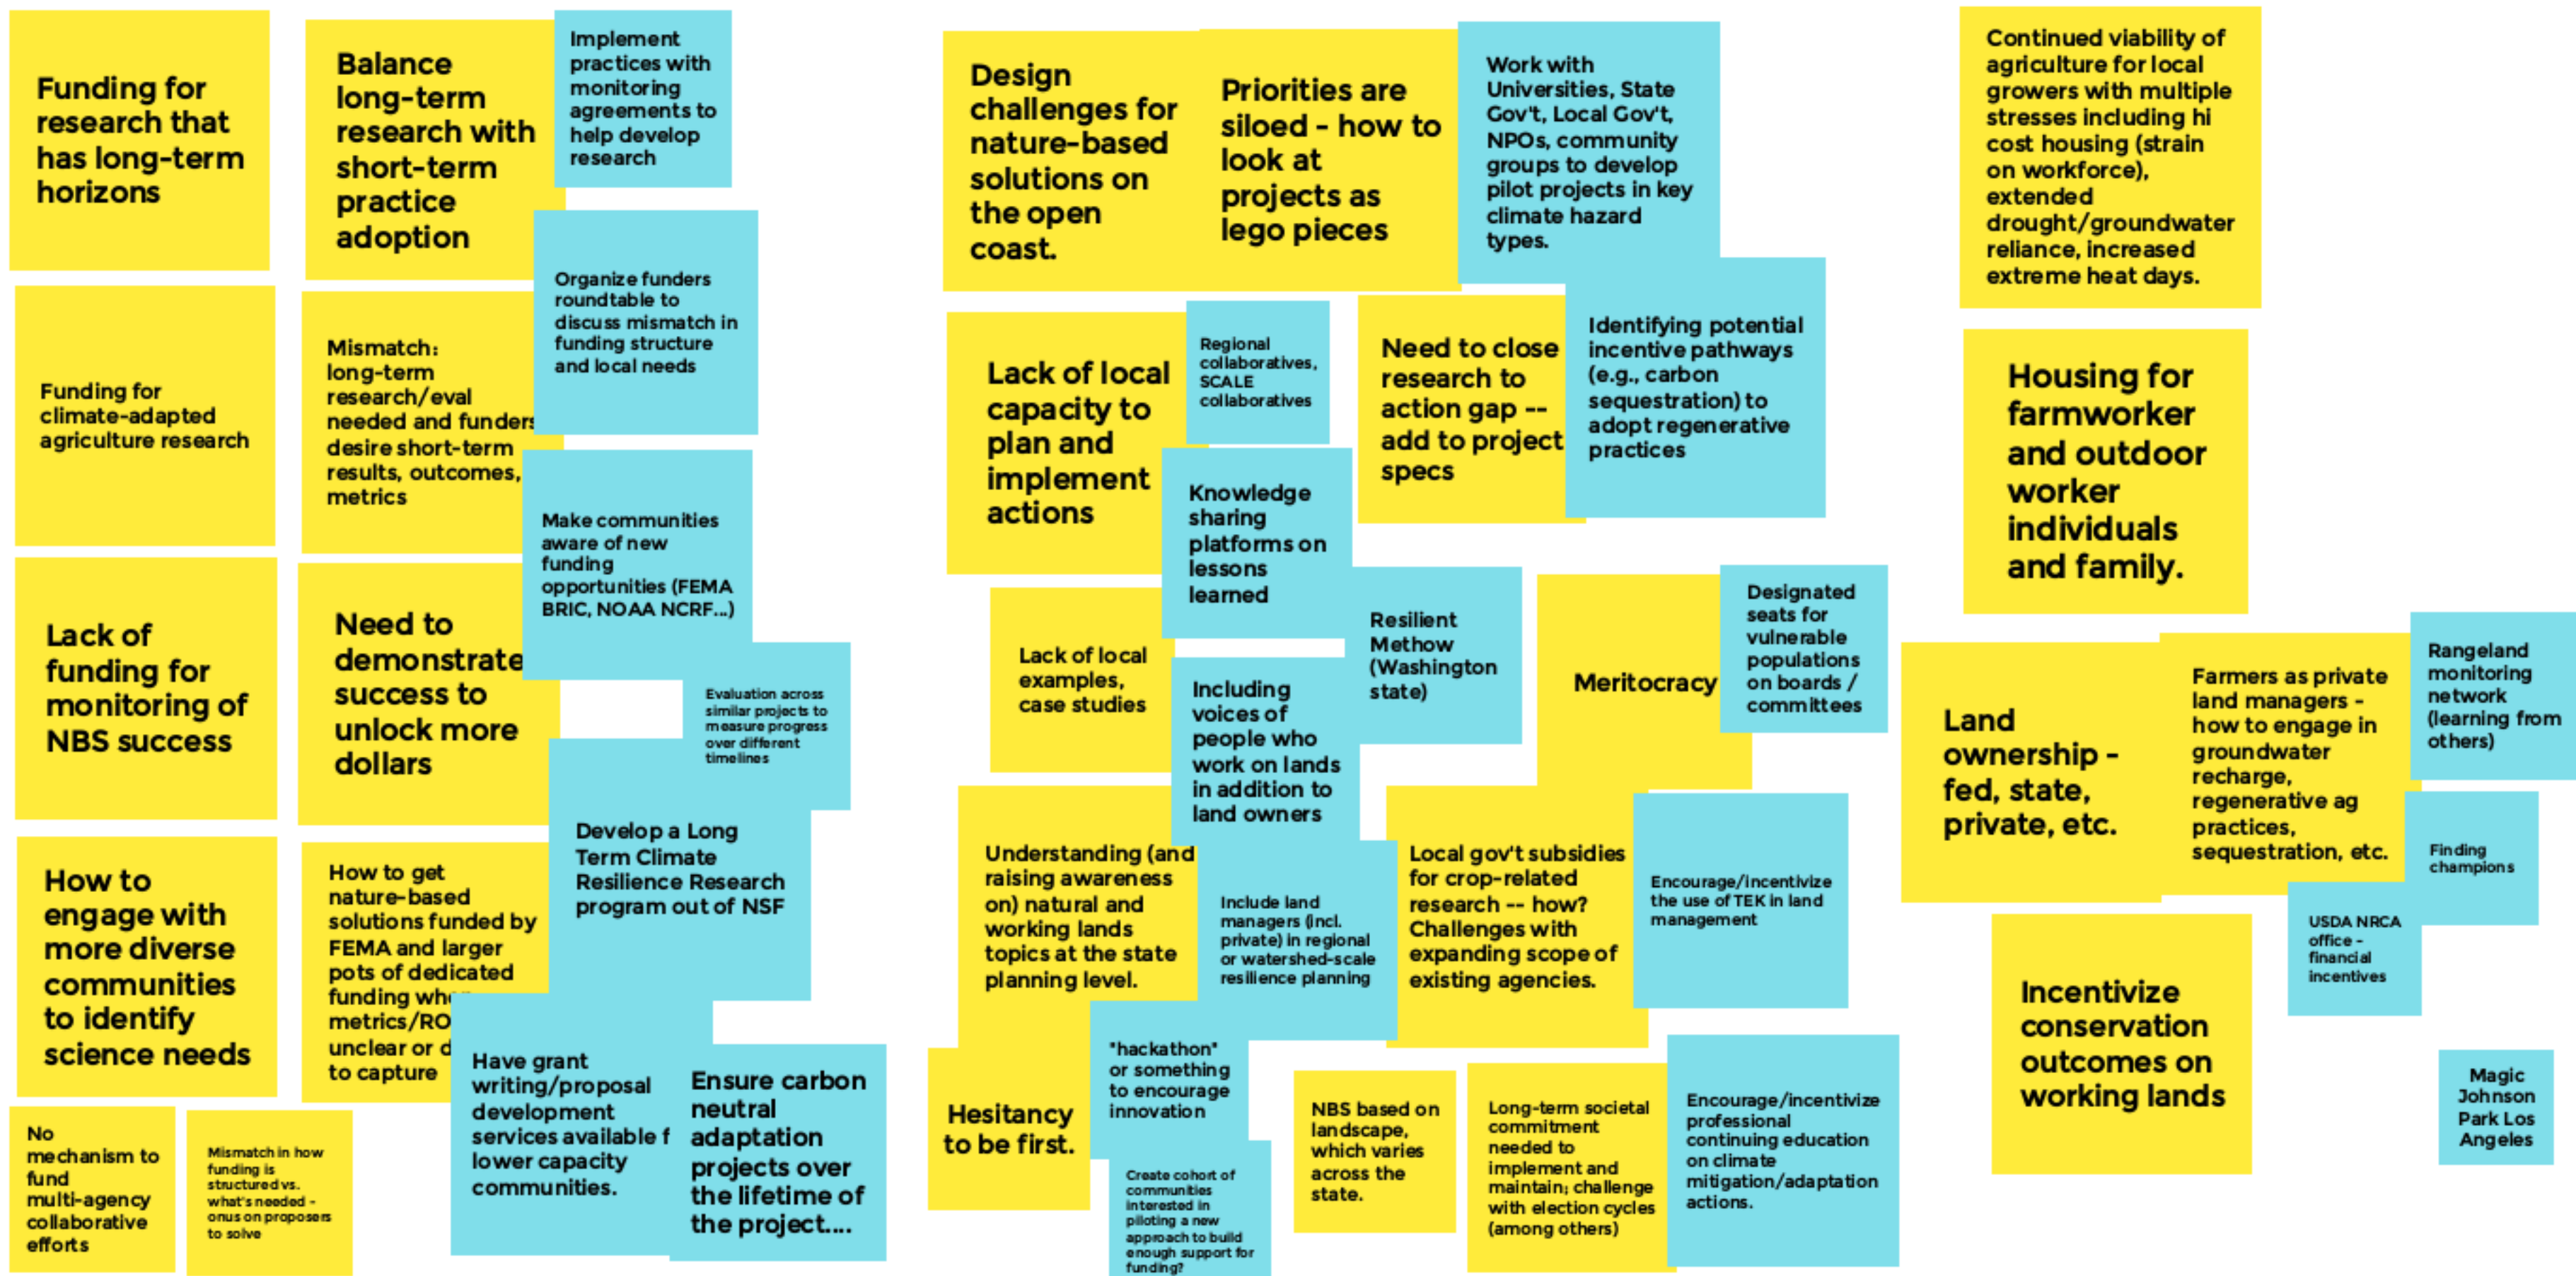 Funding for
research that
has long-term
horizons
Balance
long-term
research with
short-term
practice
adoption
Implement
practices with
monitoring
agreements to
help develop
research
Organize funders
roundtable to
discuss mismatch in
funding structure
and local needs
Funding for
climate-adapted
agriculture research
Mismatch:
long-term
research/eval
needed and funders
desire short-term
results, outcomes,
metrics
Make communities
aware of new
funding
opportunities (FEMA
BRIC, NOAA NCRF...)
Lack of
funding for
monitoring of
NBS success
Need to
demonstrate
success to
unlock more
dollars
Evaluation across
similar projects to
measure progress
over different
timelines
Develop a Long
Term Climate
Resilience Research
program out of NSF
How to
engage with
more diverse
communities
to identify
science needs
How to get
nature-based
solutions funded by
FEMA and larger
pots of dedicated
funding
metrics/RO
unclear or
to capture
Have grant
writing/proposal
development
services available f
lower capacity
communities.
Ensure carbon
neutral
adaptation
projects over
the lifetime of
the project....
No
mechanism to
fund
multi-agency
collaborative
efforts
Mismatch in how
funding is
structured vs.
what's needed -
onus on proposers
to solve
Design
challenges for
nature-based
solutions on
the open
coast.
Priorities are
siloed - how to
look at
projects as
lego pieces
Work with
Universities, State
Gov't, Local Gov't,
NPOs, community
groups to develop
pilot projects in key
climate hazard
types.
Lack of local
capacity to
plan and
implement
actions
Regional
collaboratives,
SCALE
collaboratives
Need to close
research to
action gap --
add to project
specs
Identifying potential
incentive pathways
(e.g., carbon
sequestration) to
adopt regenerative
practices
Knowledge
sharing
platforms on
lessons
learned
Lack of local
examples,
case studies
Resilient
Methow
(Washington
state)
Including
voices of
people who
work on lands
in addition to
land owners
Meritocracy
Designated
seats for
vulnerable
populations
on boards /
committees
Understanding (and
raising awareness
on) natural and
working lands
topics at the state
planning level.
Include land
managers (incl.
private) in regional
or watershed-scale
resilience planning
Local gov't subsidies
for crop-related
research -- how?
Challenges with
expanding scope of
existing agencies.
Encourage/incentivize
the use of TEK in land
management
Hesitancy
to be first.
"hackathon"
or something
to encourage
innovation
Create cohort of
communities
interested in
piloting a new
approach to build
enough support for
funding?
NBS based on
landscape,
which varies
across the
state.
Long-term societal
commitment
needed to
implement and
maintain; challenge
with election cycles
(among others)
Encourage/incentivize
professional
continuing education
on climate
mitigation/adaptation
actions.
Continued viability of
agriculture for local
growers with multiple
stresses including hi
cost housing (strain
on workforce),
extended
drought/groundwater
reliance, increased
extreme heat days.
Housing for
farmworker
and outdoor
worker
individuals
and family.
Land
ownership -
fed, state,
private, etc.
Farmers as private
land managers -
how to engage in
groundwater
recharge,
regenerative ag
practices,
sequestration, etc.
Rangeland
monitoring
network
(learning from
others)
Finding
champions
USDA NRCA
office -
financial
incentives
Incentivize
conservation
outcomes on
working lands
Magic
Johnson
Park Los
Angeles